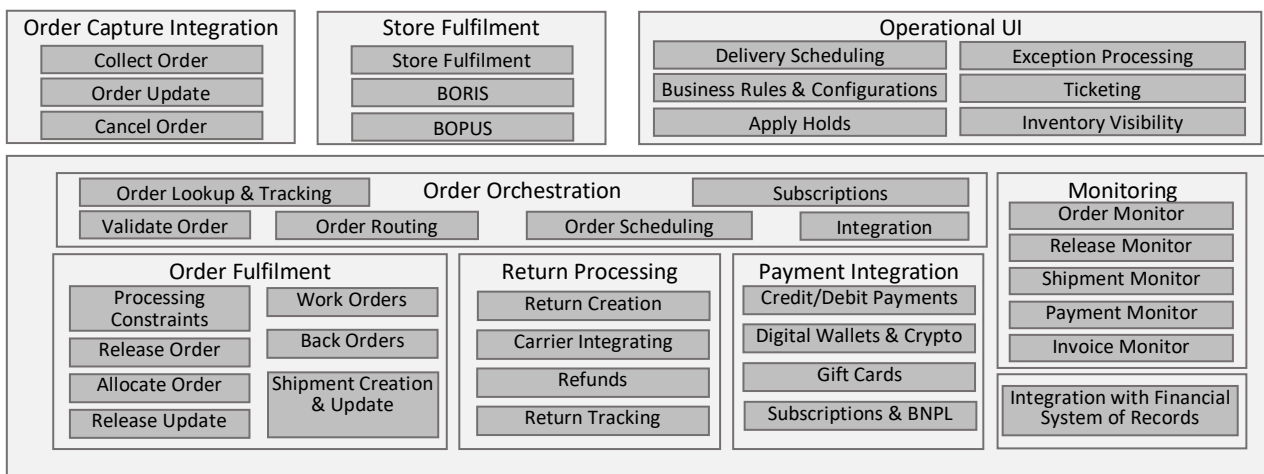 Order Capture Integration
Collect Order
Order Update
Cancel Order
Store Fulfilment
Store Fulfilment
BORIS
BOPUS
Operational UI
Delivery Scheduling
Business Rules & Configurations
Apply Holds
Exception Processing
Ticketing
Inventory Visibility
Order Lookup & Tracking
Order Orchestration
Subscriptions
Validate Order
Order Routing
Order Scheduling
Integration
Monitoring
Order Monitor
Release Monitor
Shipment Monitor
Payment Monitor
Invoice Monitor
Order Fulfilment
Processing
Constraints
Release Order
Allocate Order
Release Update
Work Orders
Back Orders
Shipment Creation
& Update
Return Processing
Return Creation
Carrier Integrating
Refunds
Return Tracking
Payment Integration
Credit/Debit Payments
Digital Wallets & Crypto
Gift Cards
Subscriptions & BNPL
Integration with Financial
System of Records